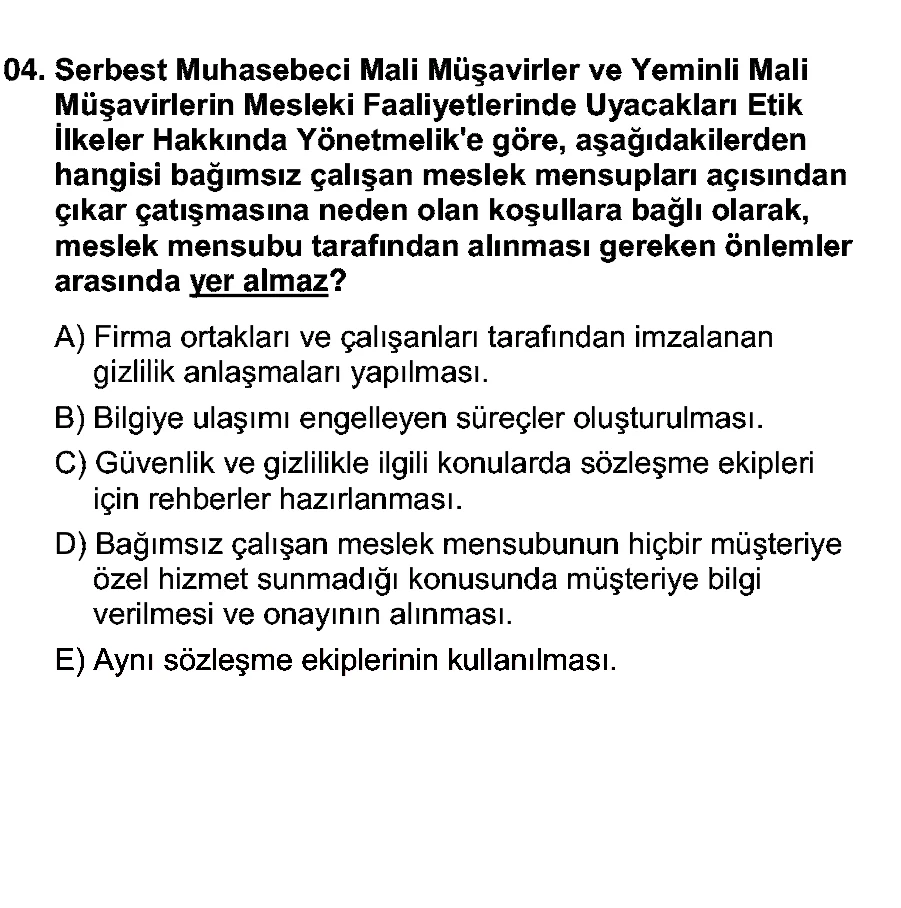 04. Serbest Muhasebeci Mali Müşavirler ve Yeminli Mali
Müşavirlerin Mesleki Faaliyetlerinde Uyacakları Etik
İlkeler Hakkında Yönetmelik'e göre, aşağıdakilerden
hangisi bağımsız çalışan meslek mensupları açısından
çıkar çatışmasına neden olan koşullara bağlı olarak,
meslek mensubu tarafından alınması gereken önlemler
arasında yer almaz?
A) Firma ortakları ve çalışanları tarafından imzalanan
gizlilik anlaşmaları yapılması.
B) Bilgiye ulaşımı engelleyen süreçler oluşturulması.
C) Güvenlik ve gizlilikle ilgili konularda sözleşme ekipleri
için rehberler hazırlanması.
D) Bağımsız çalışan meslek mensubunun hiçbir müşteriye
özel hizmet sunmadığı konusunda müşteriye bilgi
verilmesi ve onayının alınması.
E) Aynı sözleşme ekiplerinin kullanılması.